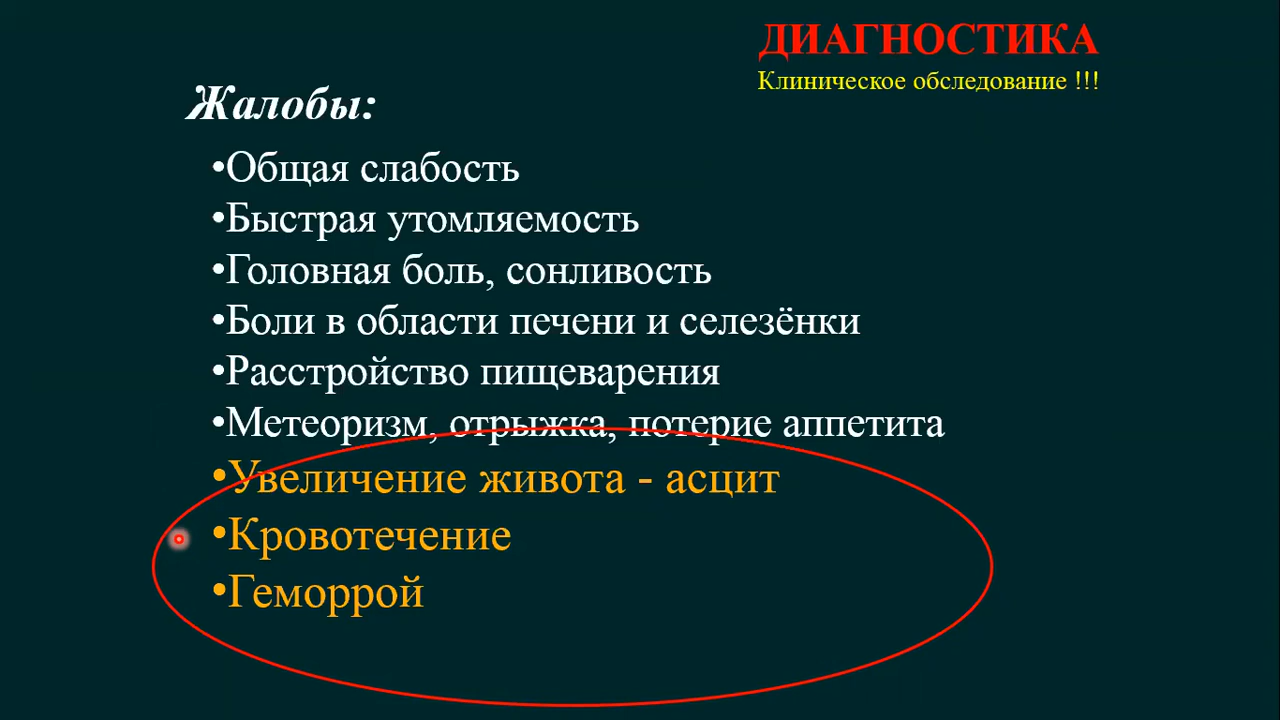 ДИАГНОСТИКА
Клиническое обследование !!!
Жалобы:
•Общая слабость
•Быстрая утомляемость
•Головная боль, сонливость
•Боли в области печени и селезёнки
•Расстройство пищеварения
•Метеоризм, отрыжка, потерие аппетита
•Увеличение живота - асцит
•Кровотечение
•Геморрой